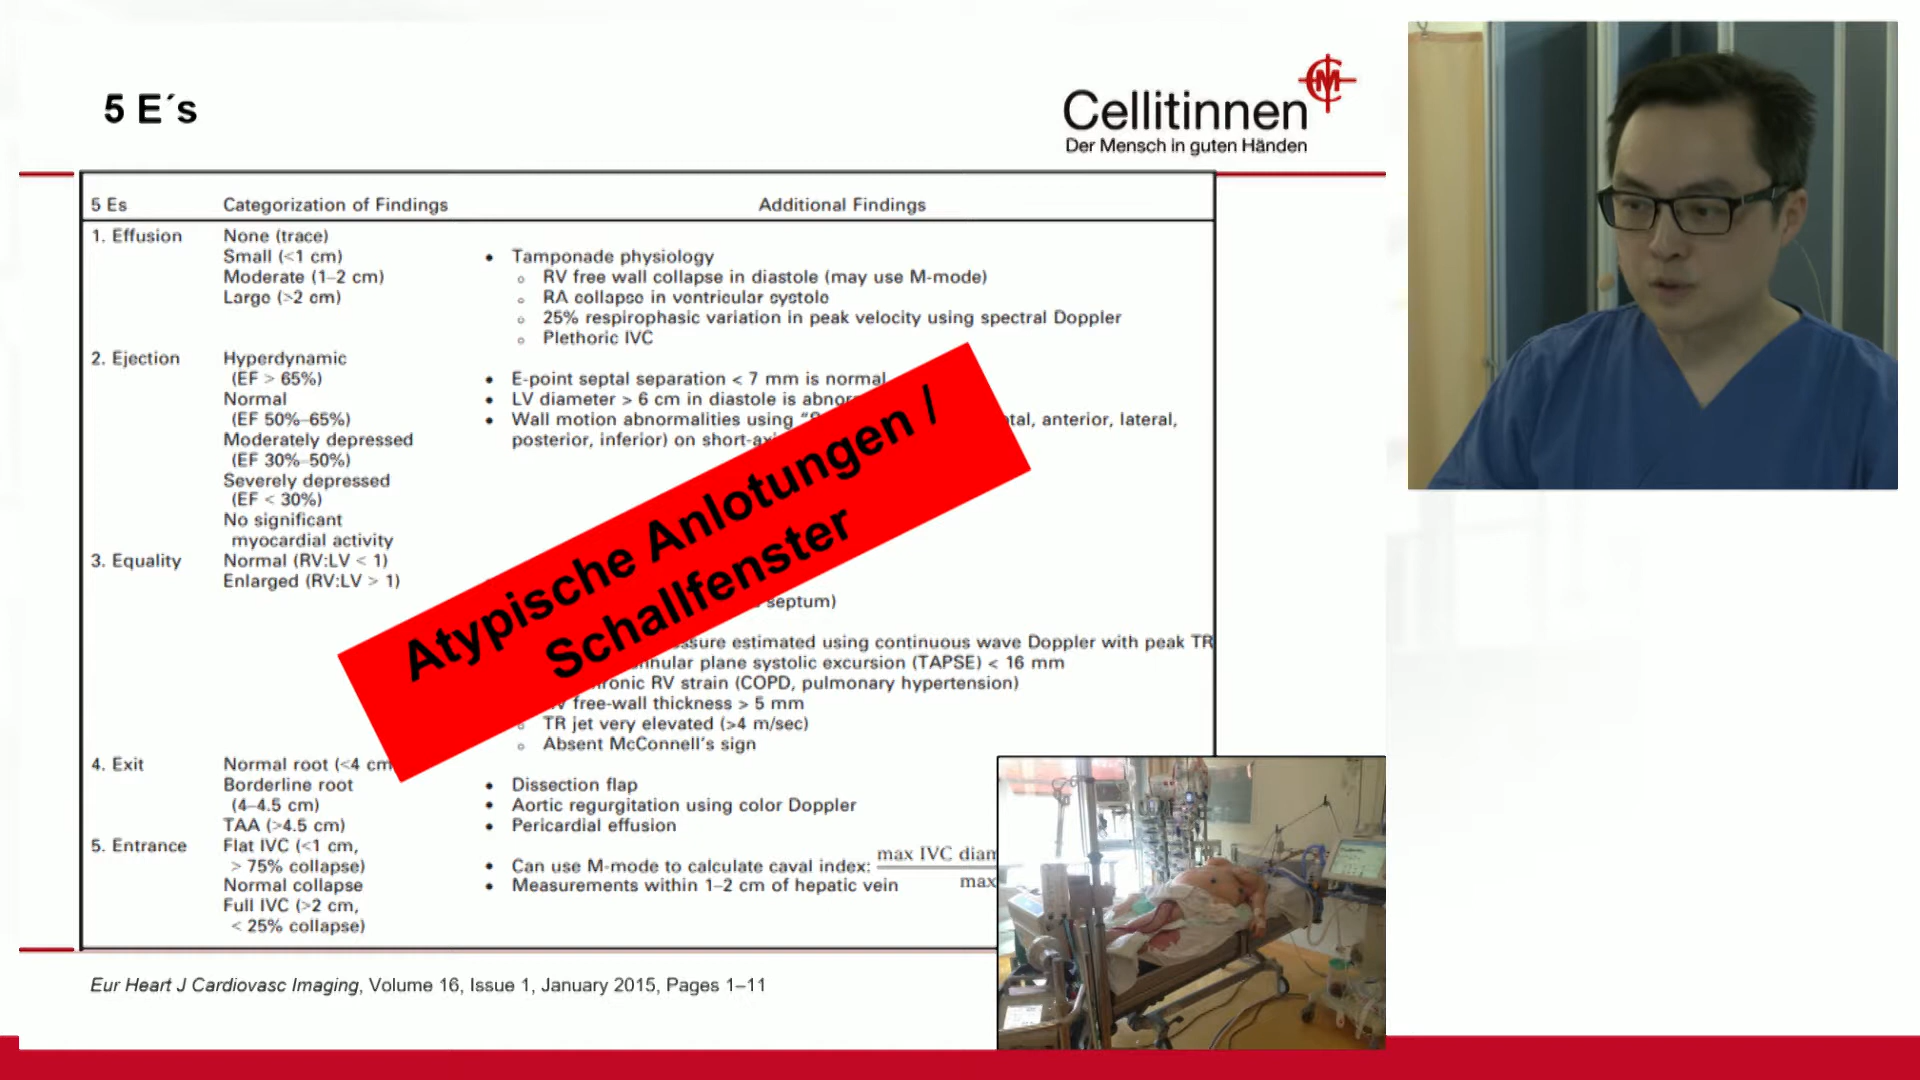 5 E´s
Cellitinnen
Der Mensch in guten Händen
5 Es Categorization of Findings Additional Findings
1. Effusion None (trace)
Small (<1 cm) • Tamponade physiology
Moderate (1–2 cm) ○ RV free wall collapse in diastole (may use M-mode)
Large (>2 cm) ○ RA collapse in ventricular systole
○ 25% respirophasic variation in peak velocity using spectral Doppler
○ Plethoric IVC
2. Ejection Hyperdynamic
(EF > 65%) • E-point septal separation < 7 mm is normal
Normal • LV diameter > 6 cm in diastole is abnor
(EF 50%–65%) • Wall motion abnormalities using tal, anterior, lateral,
Moderately depressed posterior, inferior) on short-ax
(EF 30%–50%)
Severely depressed
(EF < 30%)
No significant
myocardial activity
3. Equality Normal (RV:LV < 1)
Enlarged (RV:LV > 1)
septum)
sure estimated using continuous wave Doppler with peak TR
nnular plane systolic excursion (TAPSE) < 16 mm
ronic RV strain (COPD, pulmonary hypertension)
free-wall thickness > 5 mm
○ TR jet very elevated (>4 m/sec)
○ Absent McConnell's sign
4. Exit Normal root (<4 cm
Borderline root • Dissection flap
(4–4.5 cm) • Aortic regurgitation using color Doppler
TAA (>4.5 cm) • Pericardial effusion
5. Entrance Flat IVC (<1 cm,
> 75% collapse) • Can use M-mode to calculate caval index: max IVC dian
Normal collapse • Measurements within 1–2 cm of hepatic vein max
Full IVC (>2 cm,
< 25% collapse)
Atypische Anlotungen /
Schallfenster
Eur Heart J Cardiovasc Imaging, Volume 16, Issue 1, January 2015, Pages 1–11